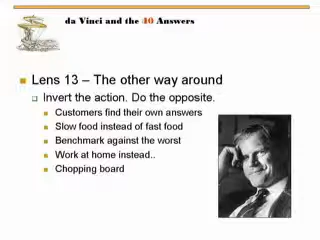 da Vinci and the 40 Answers
Lens 13 – The other way around
Invert the action. Do the opposite.
Customers find their own answers
Slow food instead of fast food
Benchmark against the worst
Work at home instead..
Chopping board